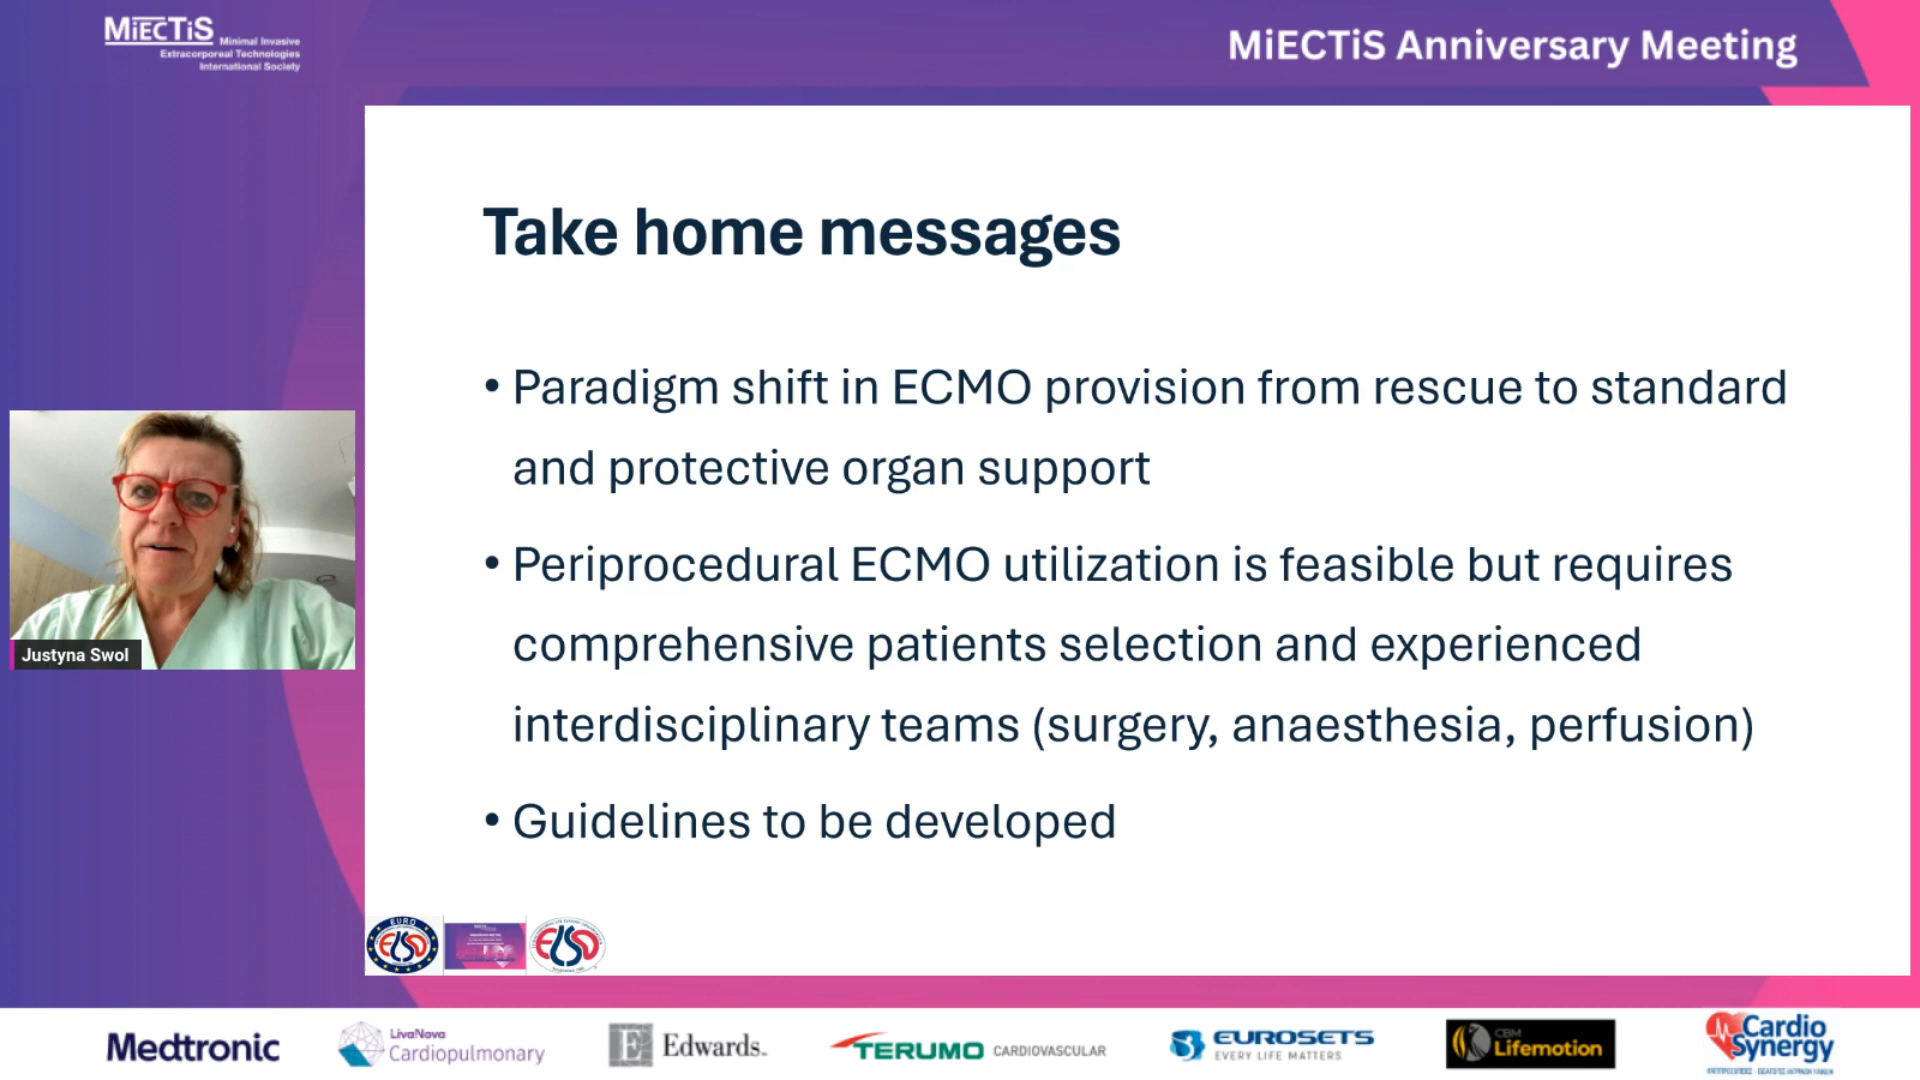 MiECTiS Minimal Invasive
Extracorporeal Technologies
International Society
MiECTiS Anniversary Meeting
Take home messages
• Paradigm shift in ECMO provision from rescue to standard
and protective organ support
• Periprocedural ECMO utilization is feasible but requires
comprehensive patients selection and experienced
interdisciplinary teams (surgery, anaesthesia, perfusion)
• Guidelines to be developed
Justyna Swol
EURO
ELSO
ELSO
Medtronic
LivaNova
Cardiopulmonary
E Edwards
TERUMO CARDIOVASCULAR
EUROSETS
EVERY LIFE MATTERS
CBM
Lifemotion
Cardio
Synergy